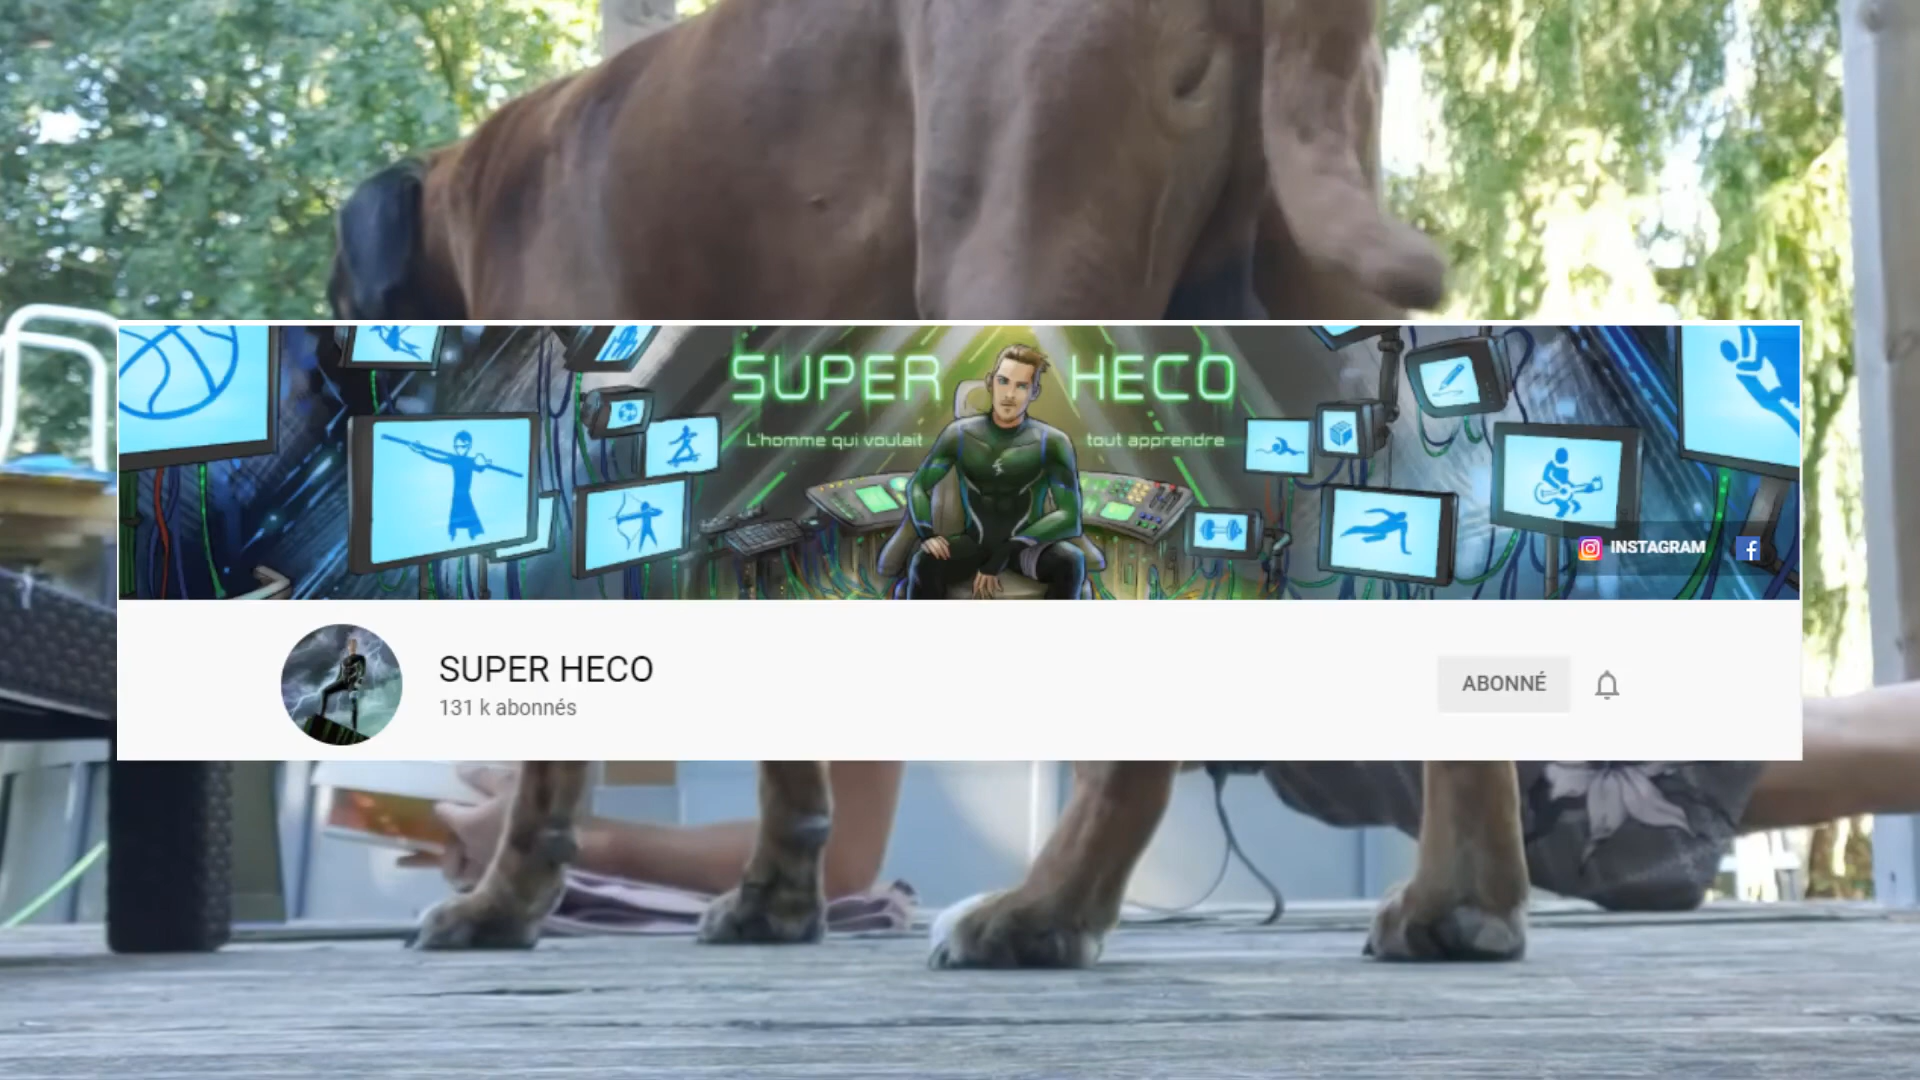 SUPER HECO
L'homme qui voulait tout apprendre
INSTAGRAM
SUPER HECO
131 k abonnés
ABONNÉ